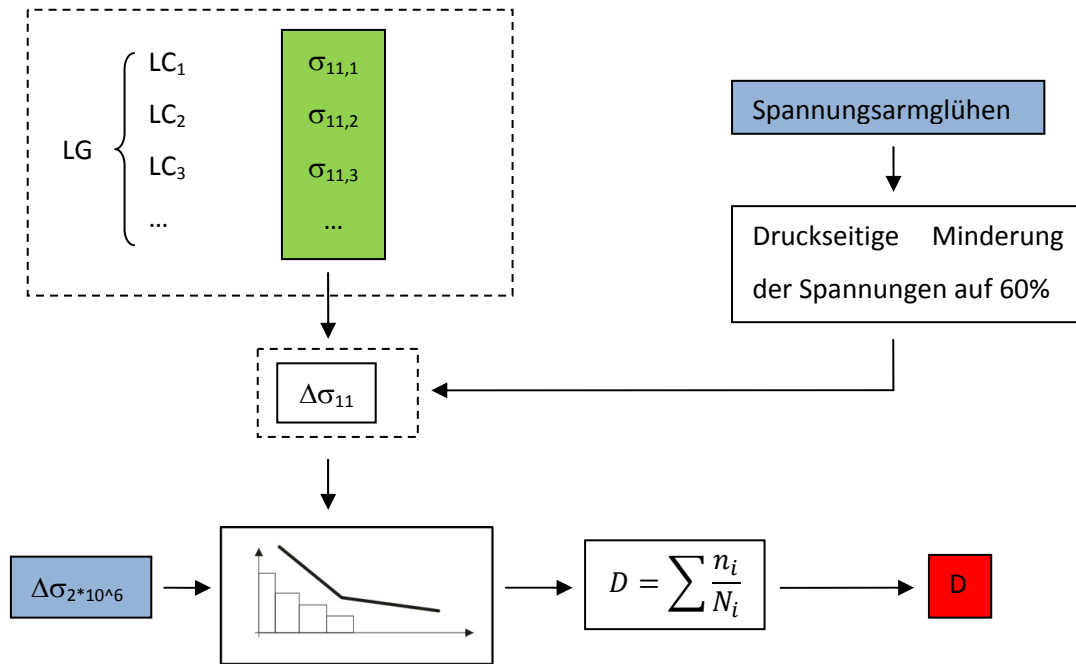 LC₁ σ₁₁,₁
LC₂ σ₁₁,₂
LG
LC₃ σ₁₁,₃
... ...
Spannungsarmglühen
Druckseitige Minderung
der Spannungen auf 60%
Δσ₁₁
Δσ₂*₁₀^₆
D = ∑ nᵢ/Nᵢ
D